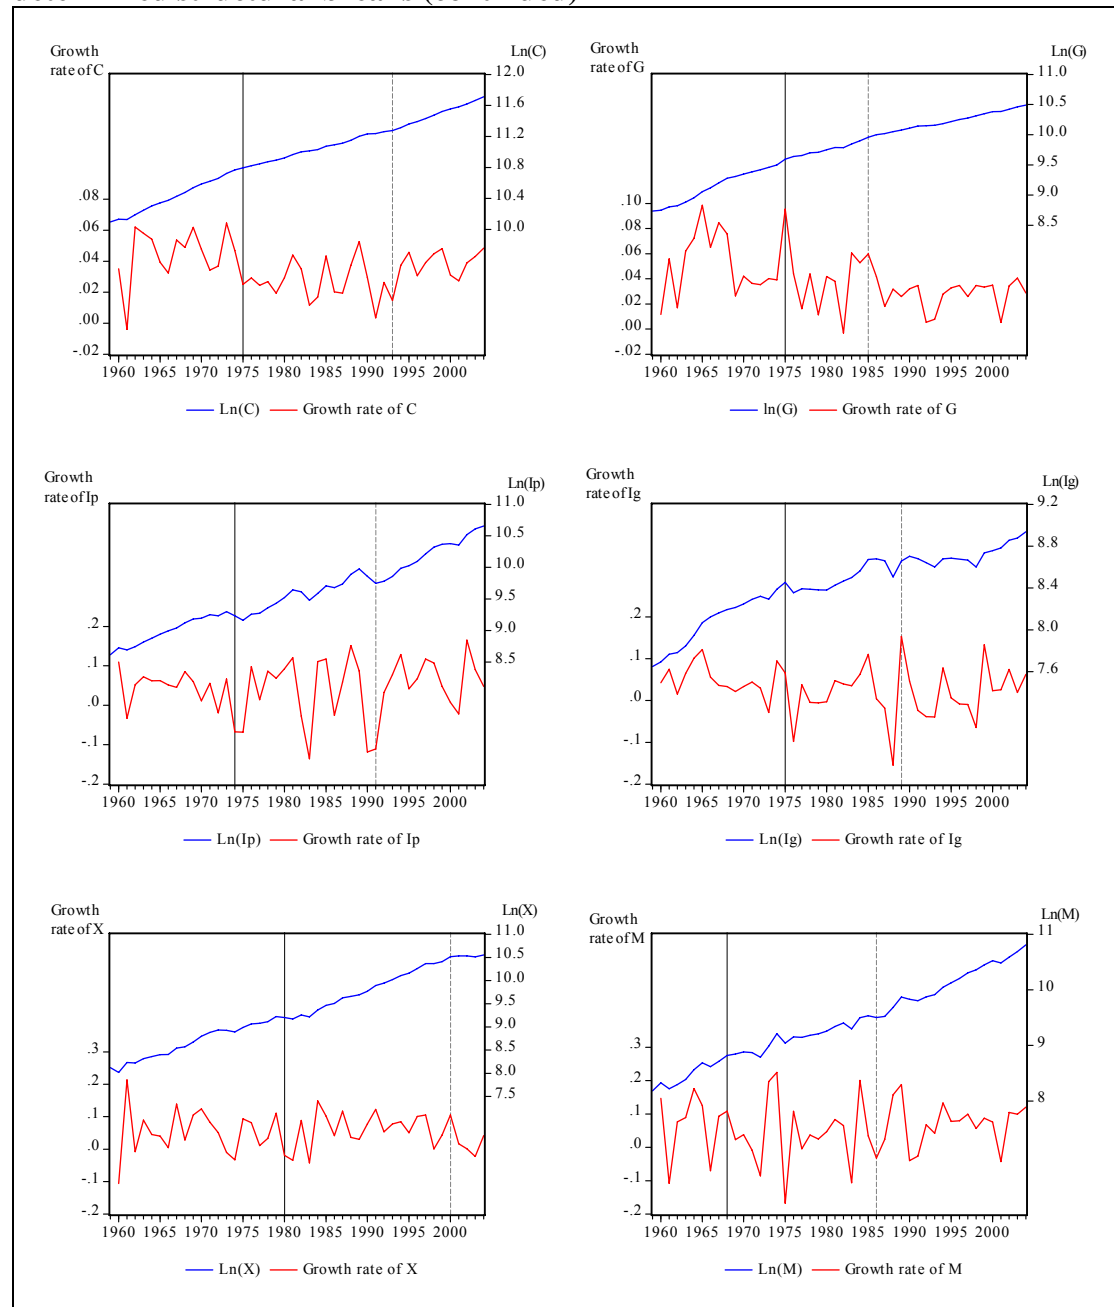 Growth
rate of C
Ln(C)
12.0
11.6
11.2
10.8
10.4
10.0
.08
.06
.04
.02
.00
-.02
1960 1965 1970 1975 1980 1985 1990 1995 2000
Ln(C) Growth rate of C
Growth
rate of G
Ln(G)
11.0
10.5
10.0
9.5
9.0
8.5
.10
.08
.06
.04
.02
.00
-.02
1960 1965 1970 1975 1980 1985 1990 1995 2000
ln(G) Growth rate of G
Growth
rate of Ip
Ln(Ip)
11.0
10.5
10.0
9.5
9.0
8.5
.2
.1
.0
-.1
-.2
1960 1965 1970 1975 1980 1985 1990 1995 2000
Ln(Ip) Growth rate of Ip
Growth
rate of Ig
Ln(Ig)
9.2
8.8
8.4
8.0
7.6
.2
.1
.0
-.1
-.2
1960 1965 1970 1975 1980 1985 1990 1995 2000
Ln(Ig) Growth rate of Ig
Growth
rate of X
Ln(X)
11.0
10.5
10.0
9.5
9.0
8.5
8.0
7.5
.3
.2
.1
.0
-.1
-.2
1960 1965 1970 1975 1980 1985 1990 1995 2000
Ln(X) Growth rate of X
Growth
rate of M
Ln(M)
11
10
9
8
.3
.2
.1
.0
-.1
-.2
1960 1965 1970 1975 1980 1985 1990 1995 2000
Ln(M) Growth rate of M